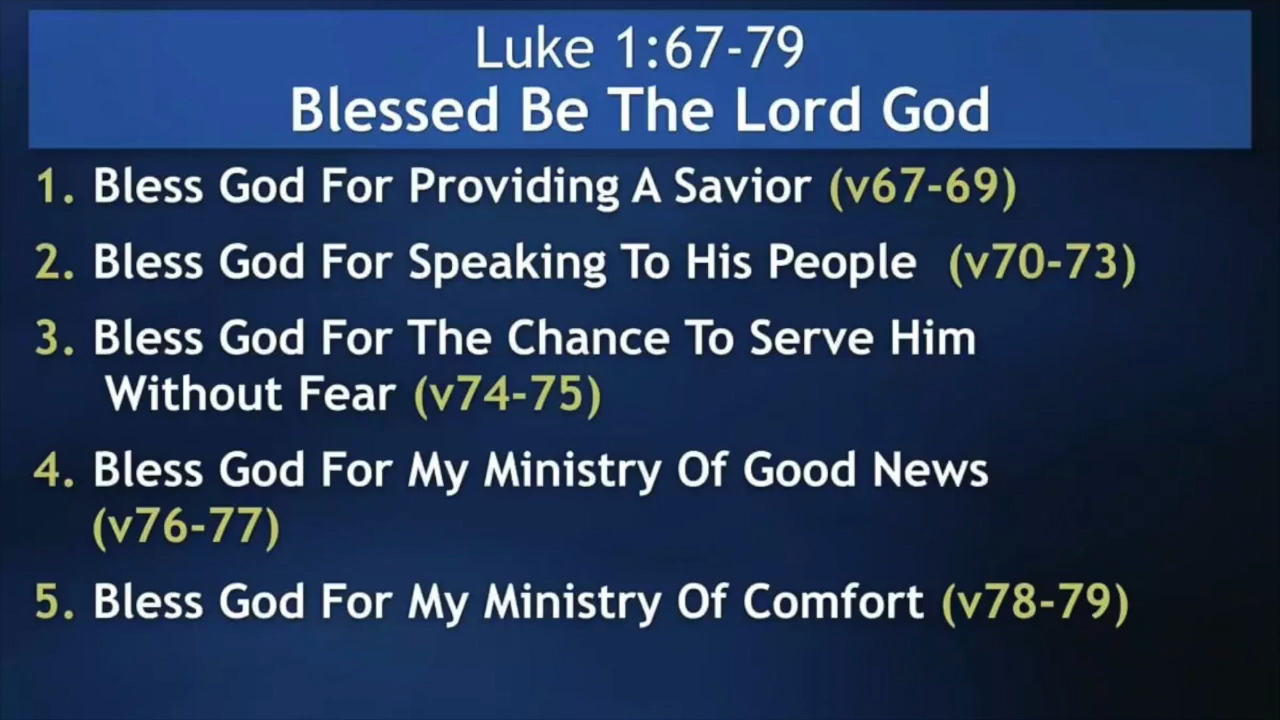 Luke 1:67-79
Blessed Be The Lord God
1. Bless God For Providing A Savior (v67-69)
2. Bless God For Speaking To His People (v70-73)
3. Bless God For The Chance To Serve Him
Without Fear (v74-75)
4. Bless God For My Ministry Of Good News
(v76-77)
5. Bless God For My Ministry Of Comfort (v78-79)